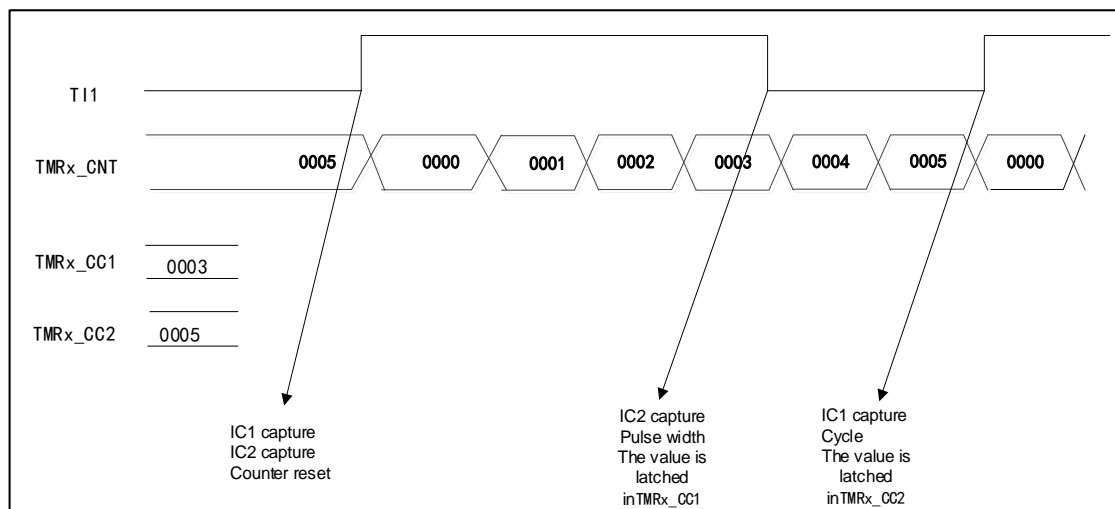 TI1
TMRx_CNT
0005 0000 0001 0002 0003 0004 0005 0000
TMRx_CC1
0003
TMRx_CC2
0005
IC1 capture
IC2 capture
Counter reset
IC2 capture
Pulse width
The value is
latched
inTMRx_CC1
IC1 capture
Cycle
The value is
latched
inTMRx_CC2